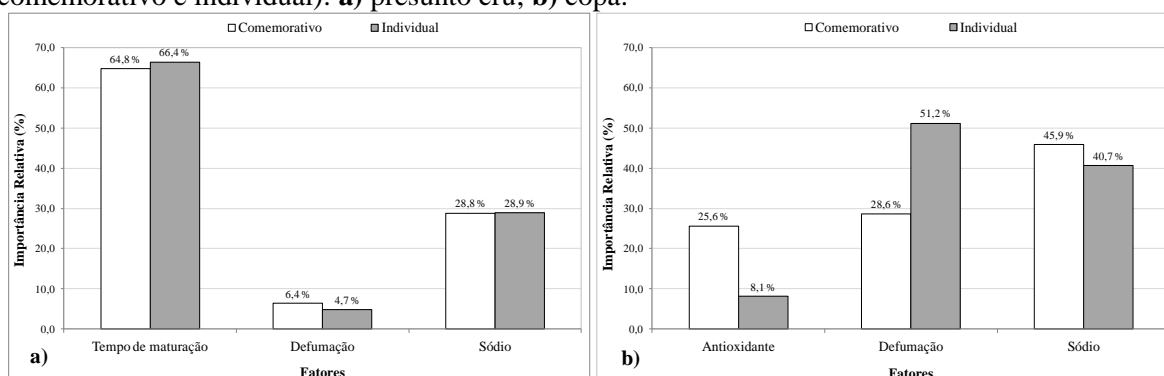 comemorativo e individual): a) presunto cru; b) copa.
Comemorativo Individual
70,0
60,0
50,0
40,0
30,0
20,0
10,0
0,0
Importância Relativa (%)
64,8 % 66,4 %
6,4 % 4,7 %
28,8 % 28,9 %
Tempo de maturação Defumação Sódio
a)
Fatores
Comemorativo Individual
70,0
60,0
50,0
40,0
30,0
20,0
10,0
0,0
Importância Relativa (%)
25,6 % 8,1 %
28,6 % 51,2 %
45,9 % 40,7 %
Antioxidante Defumação Sódio
b)
Fatores